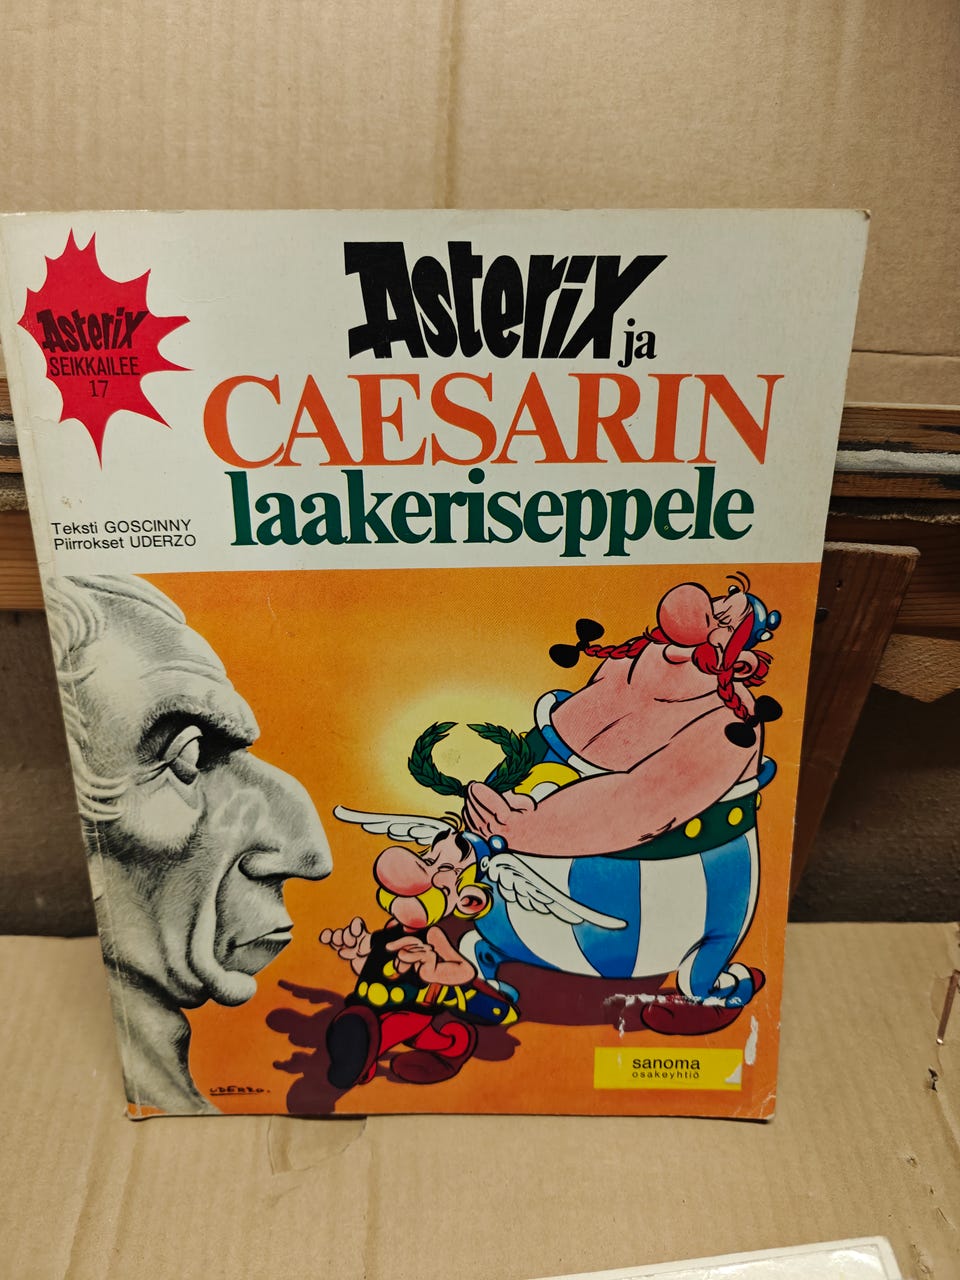 Asterix
SEIKKAILEE
17
Asterix ja
CAESARIN
laakeriseppele
Teksti GOSCINNY
Piirrokset UDERZO
UDERZO.
sanoma
osakeyhtiö